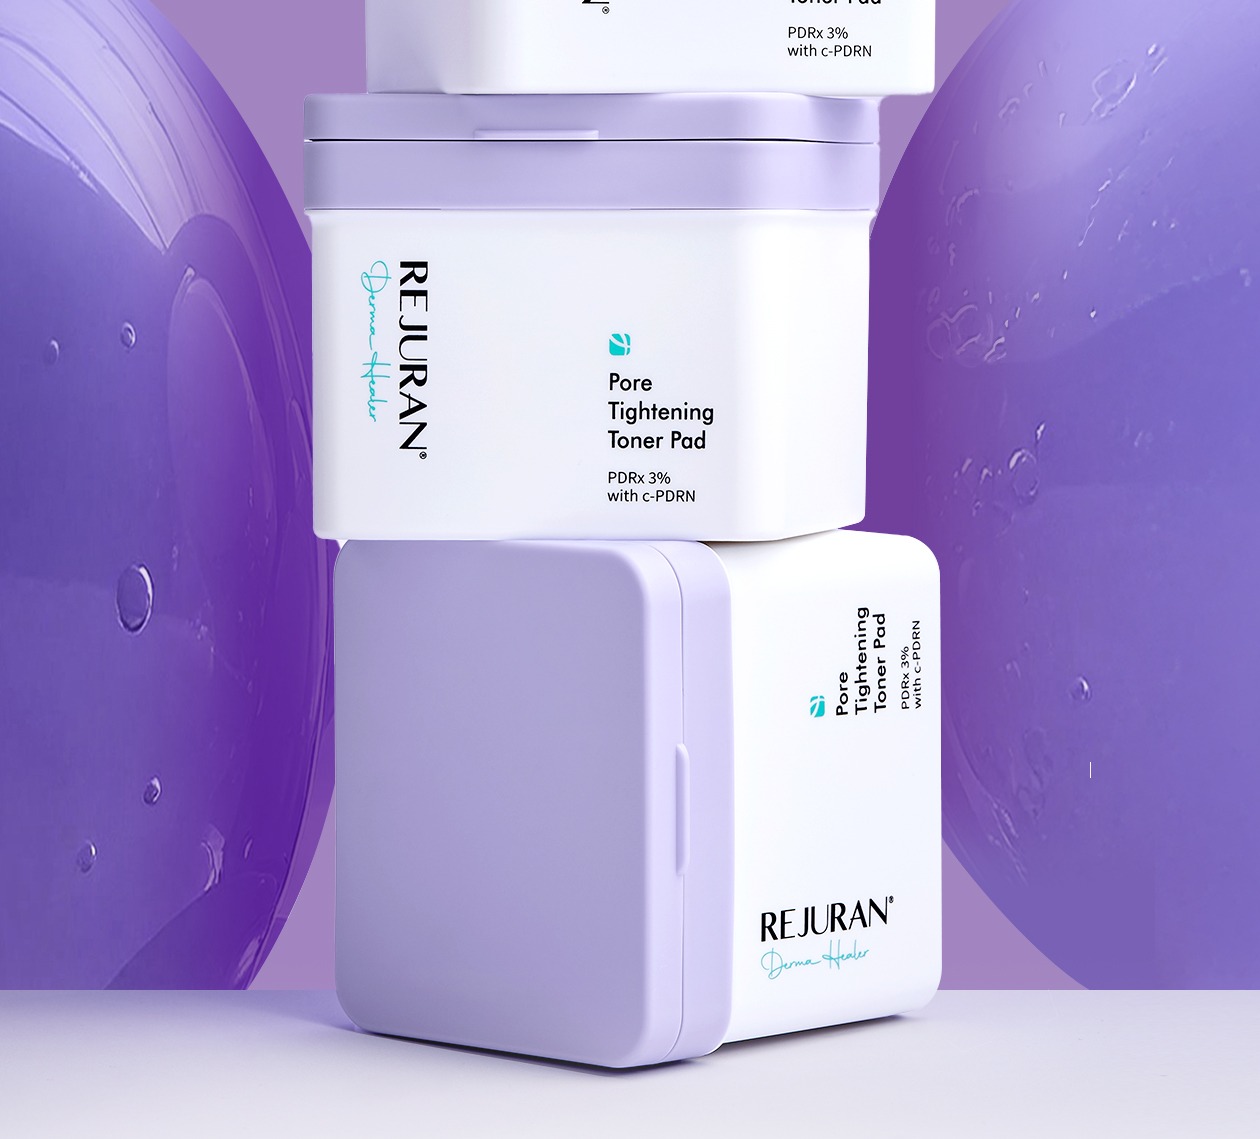 PDRx 3%
with c-PDRN
REJURAN®
Derma Healer
Pore
Tightening
Toner Pad
PDRx 3%
with c-PDRN
Pore
Tightening
Toner Pad
PDRx 3%
with c-PDRN
REJURAN®
Derma Healer